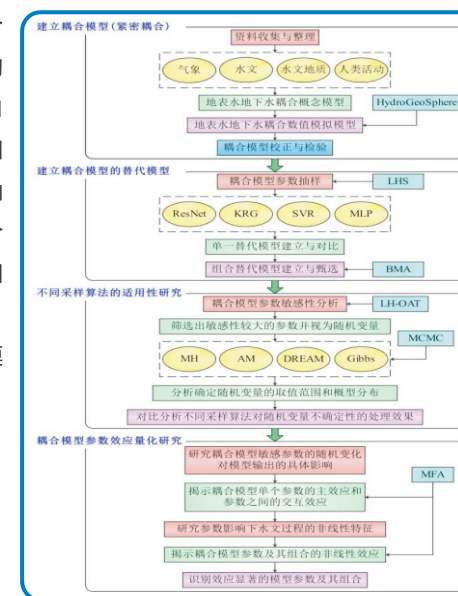 建立耦合模型(紧密耦合)
资料收集与整理
气象 水文 水文地质 人类活动
地表水地下水耦合概念模型
HydroGeoSphere
地表水地下水耦合数值模拟模型
耦合模型校正与检验
建立耦合模型的替代模型
耦合模型参数抽样
LHS
ResNet KRG SVR MLP
单一替代模型建立与对比
组合替代模型建立与甄选
BMA
不同采样算法的适用性研究
耦合模型参数敏感性分析
LH-OAT
筛选出敏感性较大的参数并视为随机变量
MCMC
MH AM DREAM Gibbs
分析确定随机变量的取值范围和概型分布
对比分析不同采样算法对随机变量不确定性的处理效果
耦合模型参数效应量化研究
研究耦合模型敏感参数的随机变化
对模型输出的具体影响
MFA
揭示耦合模型单个参数的主效应和
参数之间的交互效应
研究参数影响下水文过程的非线性特征
揭示耦合模型参数及其组合的非线性效应
识别效应显著的模型参数及其组合